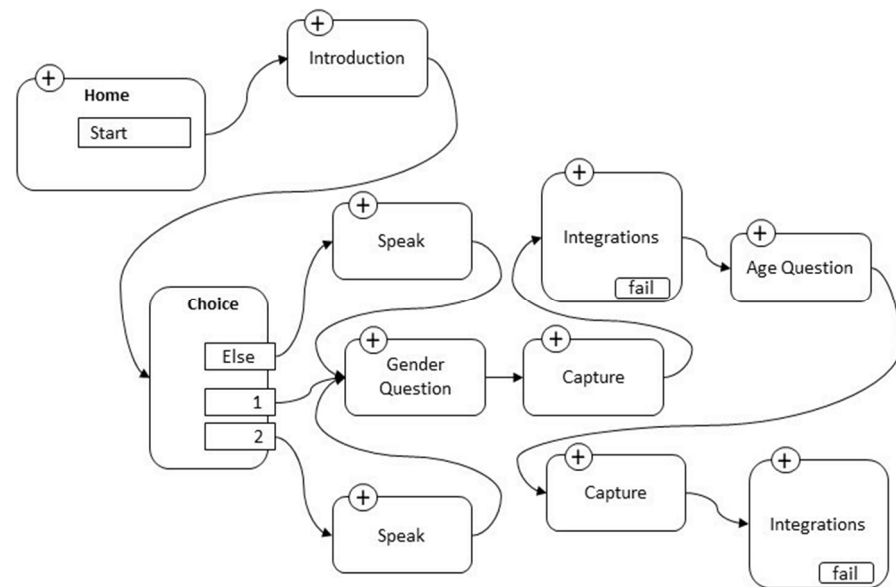 Introduction
Home
Start
Speak
Integrations
fail
Age Question
Choice
Else
1
2
Gender
Question
Capture
Capture
Speak
Integrations
fail